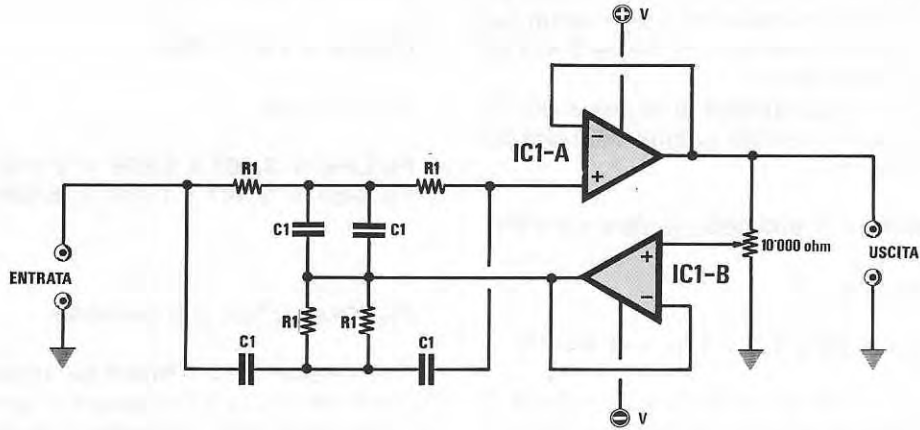 V
IC1-A
−
+
R1
R1
C1
C1
ENTRATA
10'000 ohm
USCITA
+
IC1-B
−
R1
R1
C1
C1
V